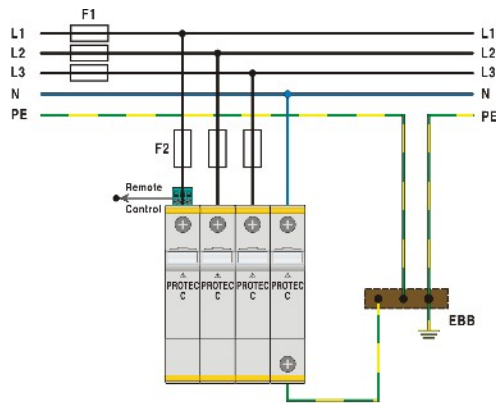 F1
L1 L1
L2 L2
L3 L3
N N
PE PE
F2
Remote
Control
PROTEC PROTEC PROTEC PROTEC
C C C C
EBB